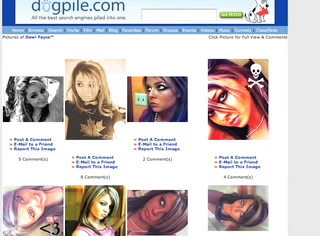 dogpile.com
All the best search engines piled into one.
Home Browse Search Invite Film Mail Blog Favorites Forum Groups Events Videos Music Comedy Classifieds
Pictures of Dawl Click Picture for Full View & Comments
» Post A Comment
» E-Mail to a Friend
» Report This Image
5 Comment(s)
» Post A Comment
» E-Mail to a Friend
» Report This Image
8 Comment(s)
» Post A Comment
» E-Mail to a Friend
» Report This Image
2 Comment(s)
» Post A Comment
» E-Mail to a Friend
» Report This Image
4 Comment(s)
<3